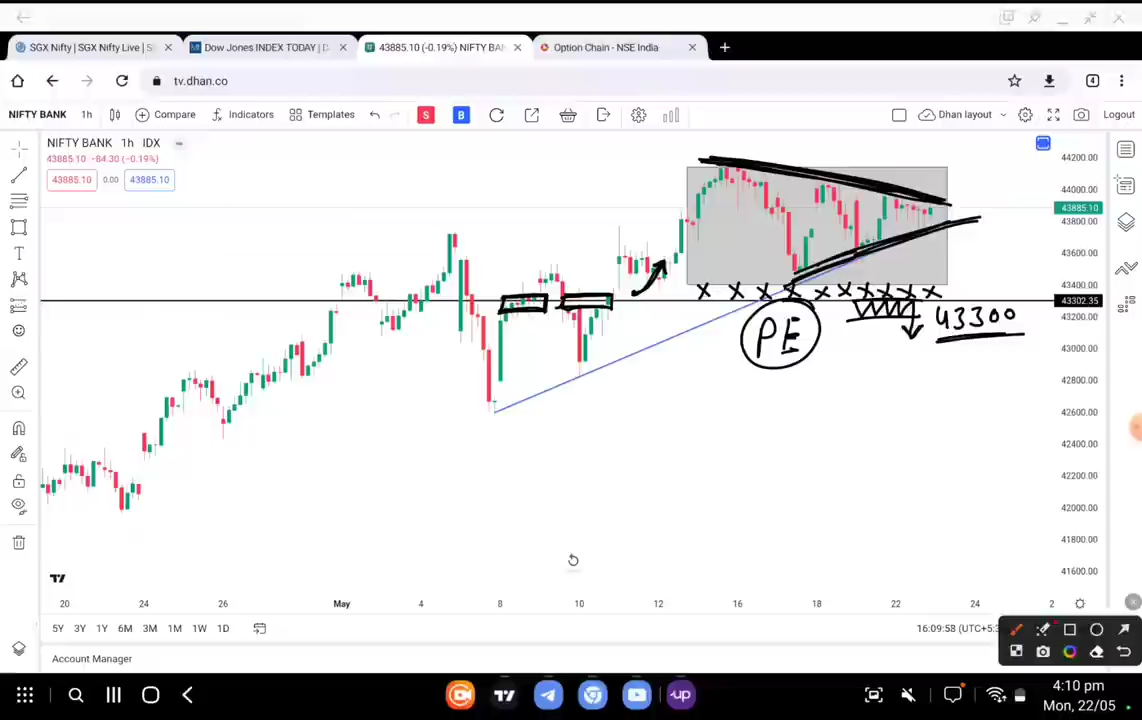 SGX Nifty | SGX Nifty Live | S
Dow Jones INDEX TODAY | D
43885.10 (-0.19%) NIFTY BAN
Option Chain - NSE India
tv.dhan.co
4
NIFTY BANK 1h Compare Indicators Templates S B Dhan layout Logout
NIFTY BANK 1h IDX
43885.10 -84.30 (-0.19%)
43885.10 0.00 43885.10
44200.00
44000.00
43885.10
43800.00
43600.00
43400.00
43302.35
43200.00
43000.00
42800.00
42600.00
42400.00
42200.00
42000.00
41800.00
41600.00
x x x x x x x x x x
PE
43300
20 24 26 May 4 8 10 12 16 18 22 24 2
5Y 3Y 1Y 6M 3M 1M 1W 1D
16:09:58 (UTC+5:3
Account Manager
up
4:10 pm
Mon, 22/05